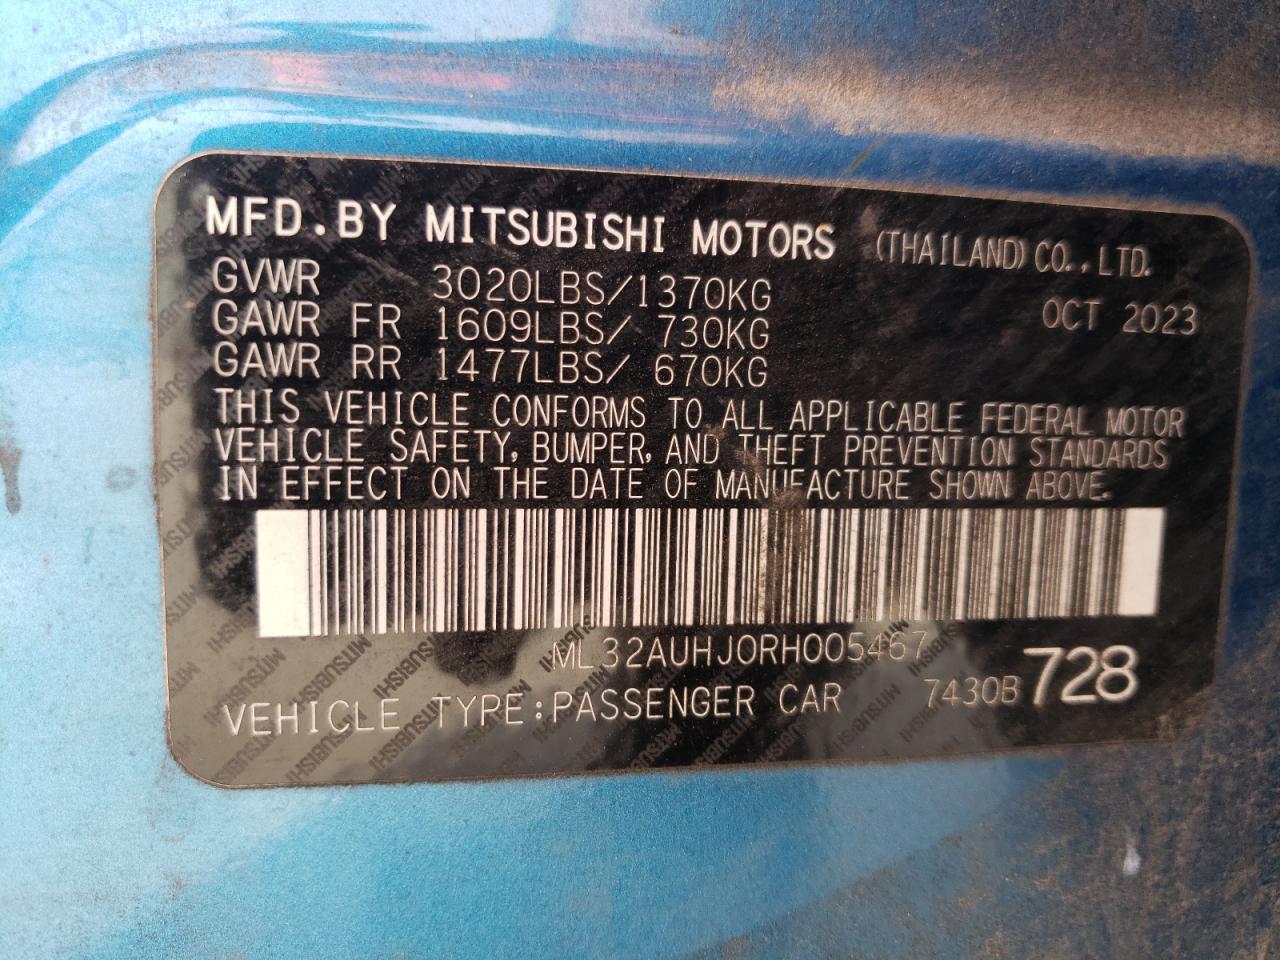 MFD.BY MITSUBISHI MOTORS (THAILAND) CO.,LTD.
GVWR 3020LBS/1370KG OCT 2023
GAWR FR 1609LBS/ 730KG
GAWR RR 1477LBS/ 670KG
THIS VEHICLE CONFORMS TO ALL APPLICABLE FEDERAL MOTOR
VEHICLE SAFETY, BUMPER, AND THEFT PREVENTION STANDARDS
IN EFFECT ON THE DATE OF MANUFACTURE SHOWN ABOVE.
ML32AUHJ0RH005467
VEHICLE TYPE:PASSENGER CAR 7430B 728